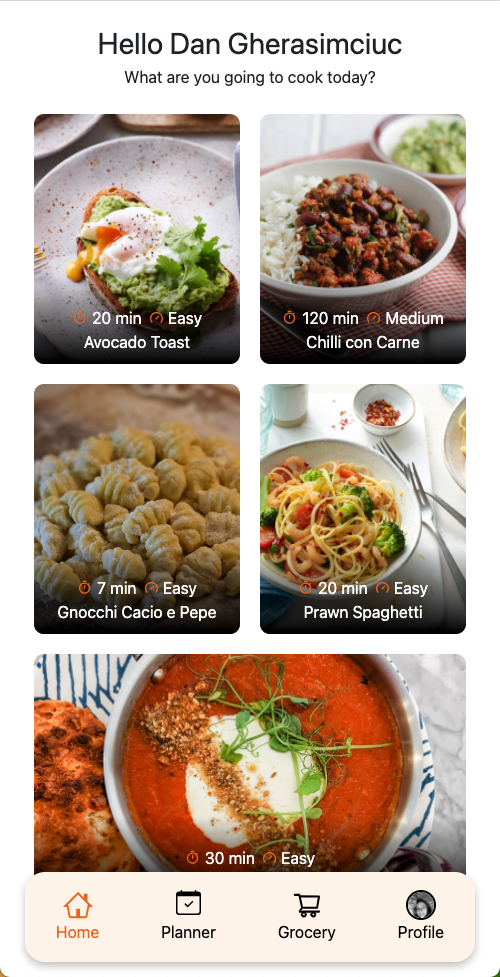 Hello Dan Gherasimciuc
What are you going to cook today?
20 min Easy
Avocado Toast
120 min Medium
Chilli con Carne
7 min Easy
Gnocchi Cacio e Pepe
20 min Easy
Prawn Spaghetti
30 min Easy
Home
Planner
Grocery
Profile